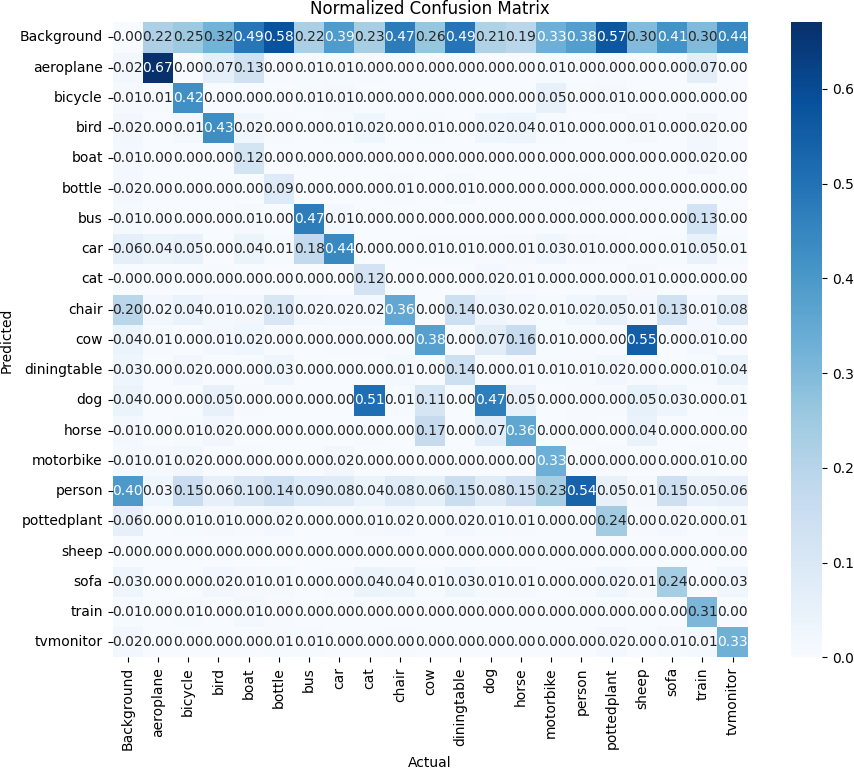 Normalized Confusion Matrix
Background 0.00 0.22 0.25 0.32 0.49 0.58 0.22 0.39 0.23 0.47 0.26 0.49 0.21 0.19 0.33 0.38 0.57 0.30 0.41 0.30 0.44
aeroplane 0.02 0.67 0.00 0.07 0.13 0.00 0.01 0.01 0.00 0.00 0.00 0.00 0.00 0.00 0.01 0.00 0.00 0.00 0.00 0.07 0.00
bicycle 0.01 0.01 0.42 0.00 0.00 0.00 0.01 0.01 0.00 0.00 0.00 0.00 0.00 0.00 0.05 0.00 0.01 0.00 0.00 0.00 0.00
bird 0.02 0.00 0.01 0.43 0.02 0.00 0.00 0.01 0.02 0.00 0.01 0.00 0.02 0.04 0.01 0.00 0.00 0.01 0.00 0.02 0.00
boat 0.01 0.00 0.00 0.00 0.12 0.00 0.00 0.00 0.00 0.00 0.00 0.00 0.00 0.00 0.00 0.00 0.00 0.00 0.00 0.02 0.00
bottle 0.02 0.00 0.00 0.00 0.00 0.09 0.00 0.00 0.00 0.01 0.00 0.01 0.00 0.00 0.00 0.00 0.00 0.00 0.00 0.00 0.00
bus 0.01 0.00 0.00 0.00 0.01 0.00 0.47 0.01 0.00 0.00 0.00 0.00 0.00 0.00 0.00 0.00 0.00 0.00 0.00 0.13 0.00
car 0.06 0.04 0.05 0.00 0.04 0.01 0.18 0.44 0.00 0.00 0.01 0.01 0.00 0.01 0.03 0.01 0.00 0.00 0.01 0.05 0.01
cat 0.00 0.00 0.00 0.00 0.00 0.00 0.00 0.00 0.12 0.00 0.00 0.00 0.02 0.01 0.00 0.00 0.00 0.01 0.00 0.00 0.00
chair 0.20 0.02 0.04 0.01 0.02 0.10 0.02 0.02 0.02 0.36 0.00 0.14 0.03 0.02 0.01 0.02 0.05 0.01 0.13 0.01 0.08
cow 0.04 0.01 0.00 0.01 0.02 0.00 0.00 0.00 0.00 0.00 0.38 0.00 0.07 0.16 0.01 0.00 0.00 0.55 0.00 0.01 0.00
diningtable 0.03 0.00 0.02 0.00 0.00 0.03 0.00 0.00 0.00 0.01 0.00 0.14 0.00 0.01 0.01 0.01 0.02 0.00 0.01 0.01 0.04
dog 0.04 0.00 0.00 0.05 0.00 0.00 0.00 0.00 0.51 0.01 0.11 0.00 0.47 0.05 0.00 0.00 0.00 0.05 0.03 0.00 0.01
horse 0.01 0.00 0.01 0.02 0.00 0.00 0.00 0.00 0.00 0.00 0.17 0.00 0.07 0.36 0.00 0.00 0.00 0.04 0.00 0.00 0.00
motorbike 0.01 0.01 0.02 0.00 0.00 0.00 0.00 0.02 0.00 0.00 0.00 0.00 0.00 0.00 0.33 0.00 0.00 0.00 0.00 0.01 0.00
person 0.40 0.03 0.15 0.06 0.10 0.14 0.09 0.08 0.04 0.08 0.06 0.15 0.08 0.15 0.23 0.54 0.05 0.01 0.15 0.05 0.06
pottedplant 0.06 0.00 0.01 0.01 0.00 0.02 0.00 0.00 0.01 0.02 0.00 0.02 0.01 0.01 0.00 0.00 0.24 0.00 0.02 0.00 0.01
sheep 0.00 0.00 0.00 0.00 0.00 0.00 0.00 0.00 0.00 0.00 0.00 0.00 0.00 0.00 0.00 0.00 0.00 0.00 0.00 0.00 0.00
sofa 0.03 0.00 0.00 0.02 0.01 0.01 0.00 0.00 0.04 0.04 0.01 0.03 0.01 0.01 0.00 0.00 0.02 0.01 0.24 0.00 0.03
train 0.01 0.00 0.01 0.00 0.01 0.00 0.00 0.00 0.00 0.00 0.00 0.00 0.00 0.00 0.00 0.00 0.00 0.00 0.00 0.31 0.00
tvmonitor 0.02 0.00 0.00 0.00 0.00 0.01 0.01 0.00 0.00 0.00 0.00 0.00 0.00 0.00 0.00 0.00 0.02 0.00 0.01 0.01 0.33
Background aeroplane bicycle bird boat bottle bus car cat chair cow diningtable dog horse motorbike person pottedplant sheep sofa train tvmonitor
Actual
Predicted
0.6
0.5
0.4
0.3
0.2
0.1
0.0